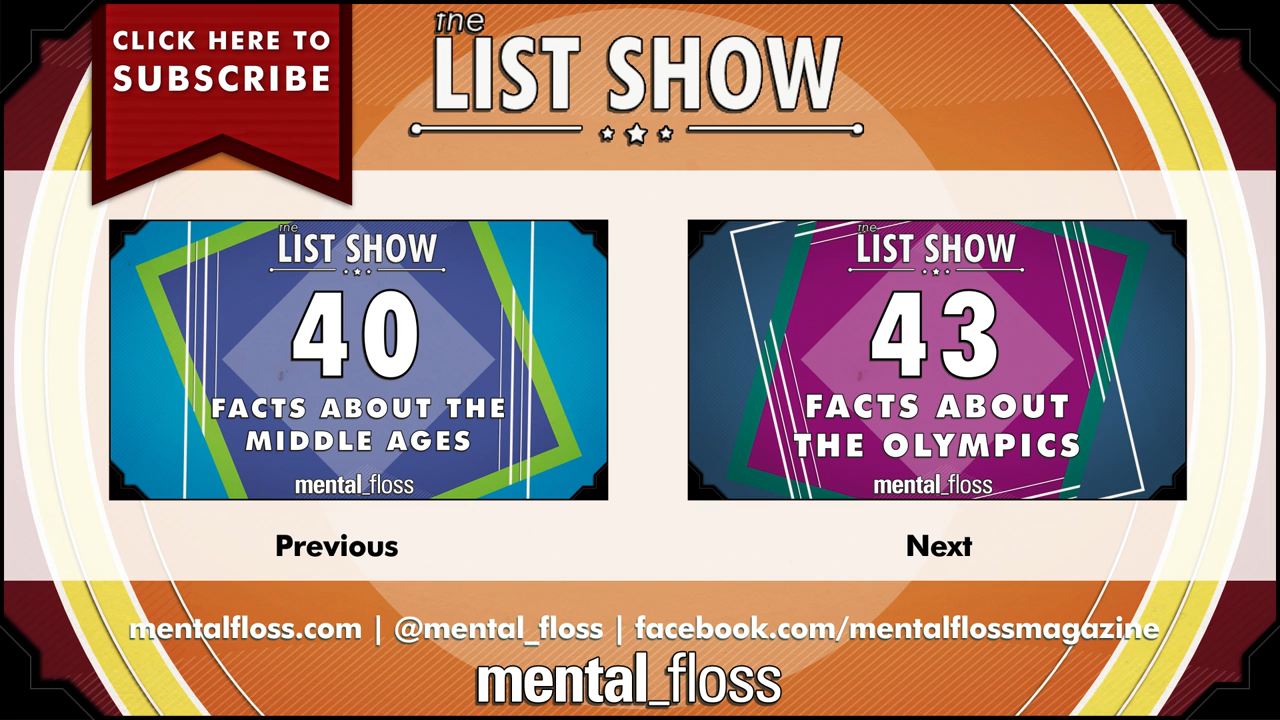 CLICK HERE TO
SUBSCRIBE
the
LIST SHOW
the
LIST SHOW
40
FACTS ABOUT THE
MIDDLE AGES
mental_floss
Previous
the
LIST SHOW
43
FACTS ABOUT
THE OLYMPICS
mental_floss
Next
mentalfloss.com | @mental_floss | facebook.com/mentalflossmagazine
mental_floss